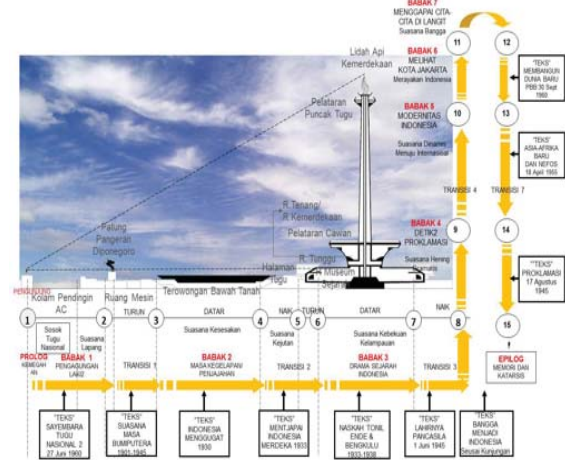 BABAK 7
MENGGAPAI CITA-
CITA DI LANGIT
Suasana Bangga
BABAK 6
MELIHAT
KOTA JAKARTA
Merayakan Indonesia
BABAK 5
MODERNITAS
INDONESIA
Suasana Dinamis
Menuju Internasional
TRANSISI 4
BABAK 4
DETIK2
PROKLAMASI
Suasana Hening
Lidah Api
Kemerdekaan
Pelataran
Puncak Tugu
R.Tenang/
R.Kemerdekaan
Pelataran Cawan
R. Tunggu
R Museum
Sejarah
Halaman
Tugu
Patung
Pangeran
Diponegoro
PENGUNJUNG
Kolam Pendingin
AC
Ruang Mesin
Terowongan Bawah Tanah
11
12
10
13
9
14
8
15
"TEKS"
MEMBANGUN
DUNIA BARU
PBB 30 Sept
1960
"TEKS"
ASIA-AFRIKA
BARU
DAN NEFOS
18 April 1955
TRANSISI 7
"TEKS"
PROKLAMASI
17 Agustus
1945
EPILOG
MEMORI DAN
KATARSIS
1
2
3
4
5
6
7
TURUN
DATAR
NAIK
TURUN
DATAR
NAIK
Sosok
Tugu
Nasional
Suasana
Lapang
Suasana Kesesakan
Suasana
Kejutan
Suasana Kebekuan
Kelampauan
PROLOG
KEMEGAH
AN
BABAK 1
PENGAGUNGAN
LAKI2
TRANSISI 1
BABAK 2
MASA KEGELAPAN/
PENJAJAHAN
TRANSISI 2
BABAK 3
DRAMA SEJARAH
INDONESIA
TRANSISI 3
"TEKS"
SAYEMBARA
TUGU
NASIONAL 2
27 Juni 1960
"TEKS"
SUASANA
MASA
BUMIPUTERA
1901-1945
"TEKS"
INDONESIA
MENGGUGAT
1930
"TEKS"
MENTJAPAI
INDONESIA
MERDEKA 1933
"TEKS"
NASKAH TONIL
ENDE &
BENGKULU
1933-1938
"TEKS"
LAHIRNYA
PANCASILA
1 Juni 1945
"TEKS"
BANGGA
MENJADI
INDONESIA
Seusai Kunjungan